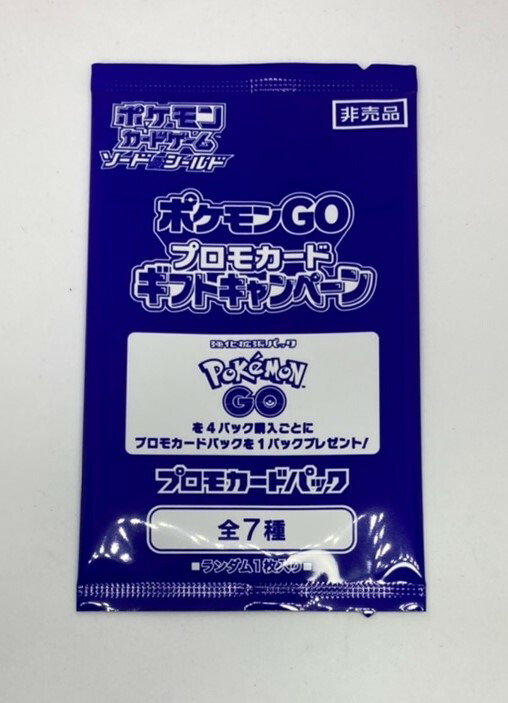 ポケモン
カードゲーム
ソード&シールド
非売品
ポケモンGO
プロモカード
ギフトキャンペーン
強化拡張パック
POKÉMON
GO
を4パック購入ごとに
プロモカードパックを1パックプレゼント!
プロモカードパック
全7種
■ランダム1枚入り■